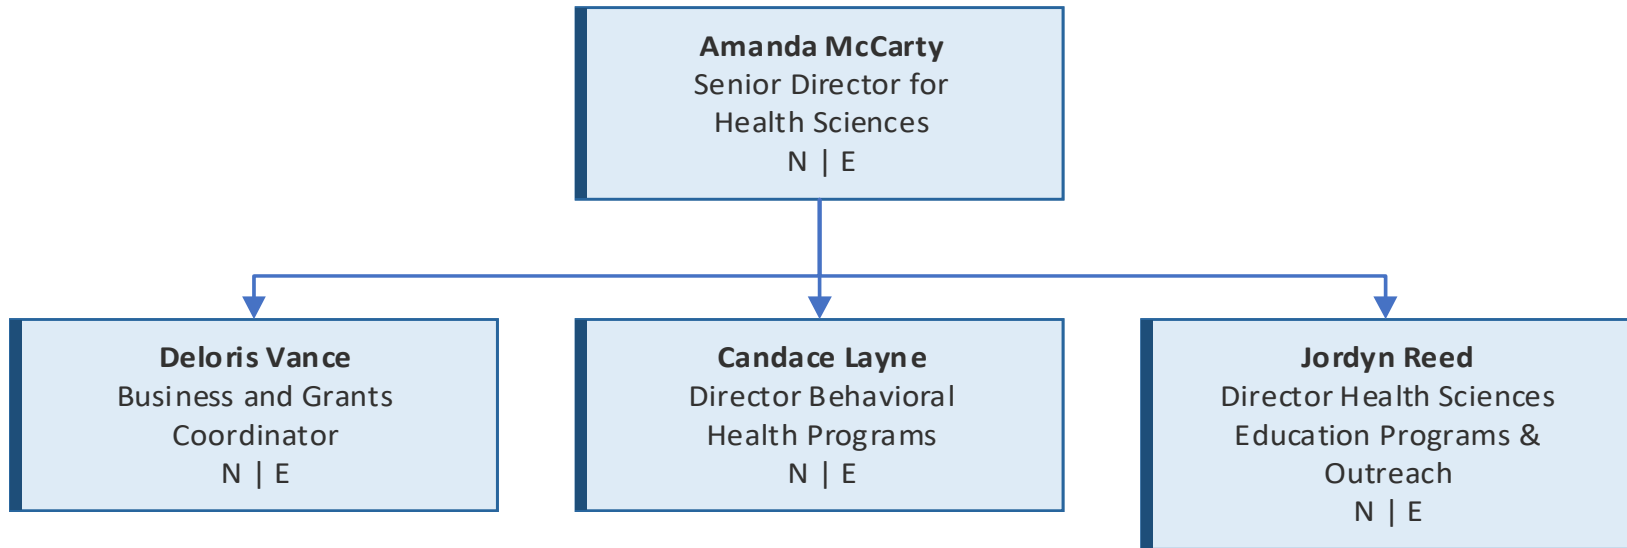 Amanda McCarty
Senior Director for
Health Sciences
N | E
Deloris Vance
Business and Grants
Coordinator
N | E
Candace Layne
Director Behavioral
Health Programs
N | E
Jordyn Reed
Director Health Sciences
Education Programs &
Outreach
N | E